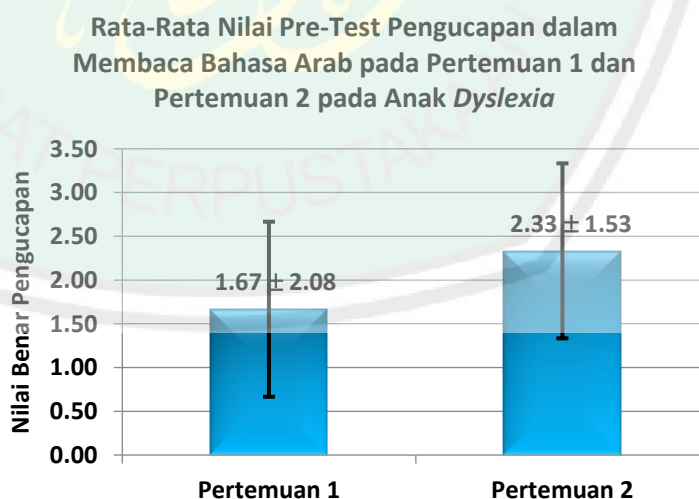 Rata-Rata Nilai Pre-Test Pengucapan dalam
Membaca Bahasa Arab pada Pertemuan 1 dan
Pertemuan 2 pada Anak Dyslexia
Nilai Benar Pengucapan
3.50
3.00
2.50
2.00
1.50
1.00
0.50
0.00
1.67 ± 2.08
2.33 ± 1.53
Pertemuan 1
Pertemuan 2
AT PERPUSTAKAAN